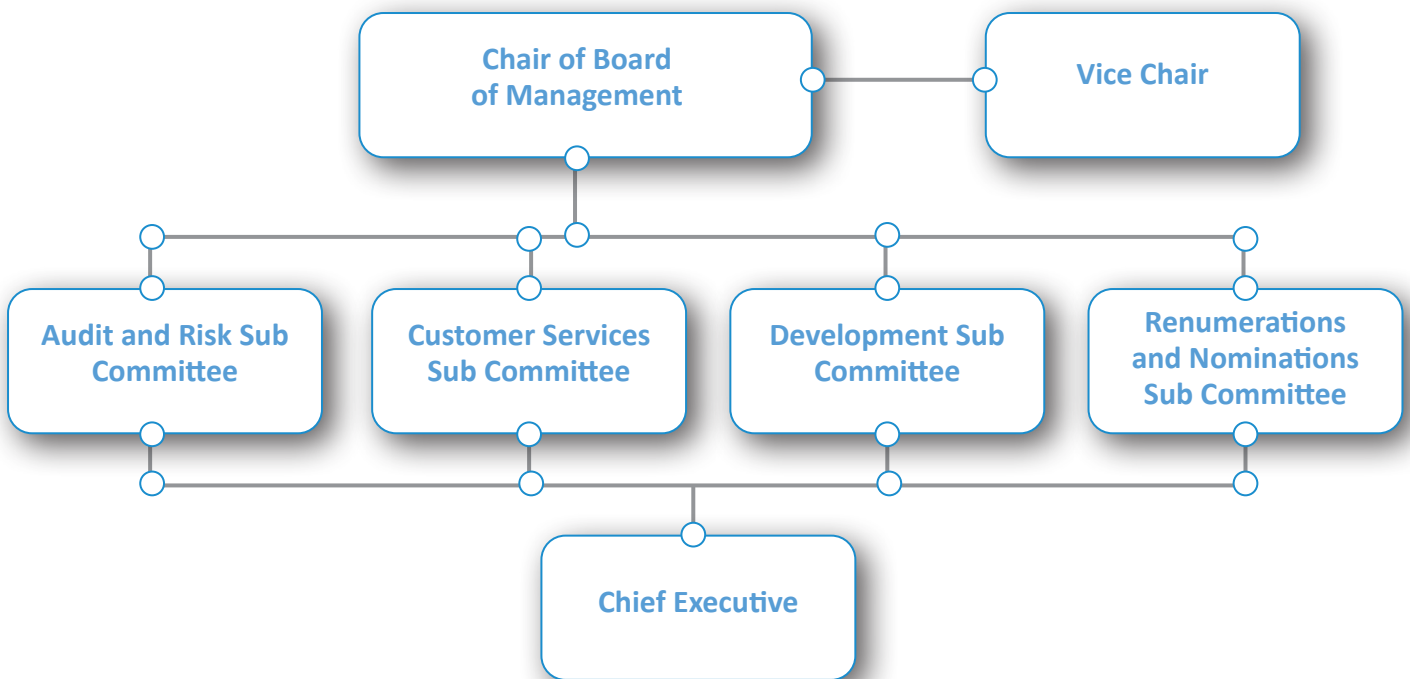 Chair of Board
of Management
Vice Chair
Audit and Risk Sub
Committee
Customer Services
Sub Committee
Development Sub
Committee
Renumerations
and Nominations
Sub Committee
Chief Executive